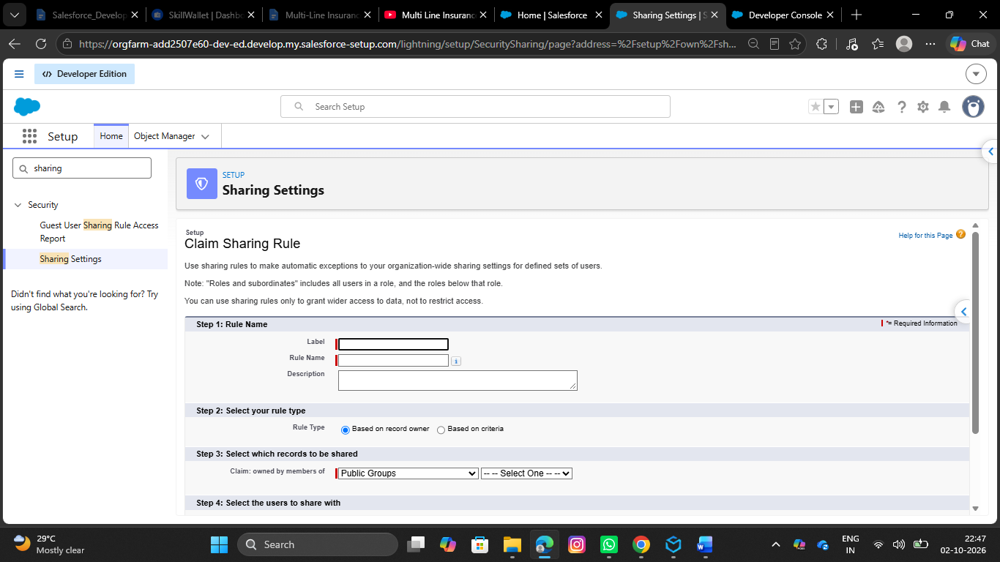 Salesforce_Develop
SkillWallet | Dashbo
Multi-Line Insuranc
Multi Line Insuranc
Home | Salesforce
Sharing Settings | S
Developer Console
https://orgfarm-add2507e60-dev-ed.develop.my.salesforce-setup.com/lightning/setup/SecuritySharing/page?address=%2Fsetup%2Fown%2Fsh...
Chat
Developer Edition
Search Setup
Setup
Home
Object Manager
sharing
Security
Guest User Sharing Rule Access
Report
Sharing Settings
Didn't find what you're looking for? Try
using Global Search.
SETUP
Sharing Settings
Setup
Claim Sharing Rule
Help for this Page
Use sharing rules to make automatic exceptions to your organization-wide sharing settings for defined sets of users.
Note: "Roles and subordinates" includes all users in a role, and the roles below that role.
You can use sharing rules only to grant wider access to data, not to restrict access.
Step 1: Rule Name
*= Required Information
Label
Rule Name
Description
Step 2: Select your rule type
Rule Type
Based on record owner
Based on criteria
Step 3: Select which records to be shared
Claim: owned by members of
Public Groups
-- -- Select One -- --
Step 4: Select the users to share with
29°C
Mostly clear
Search
ENG
IN
22:47
02-10-2026